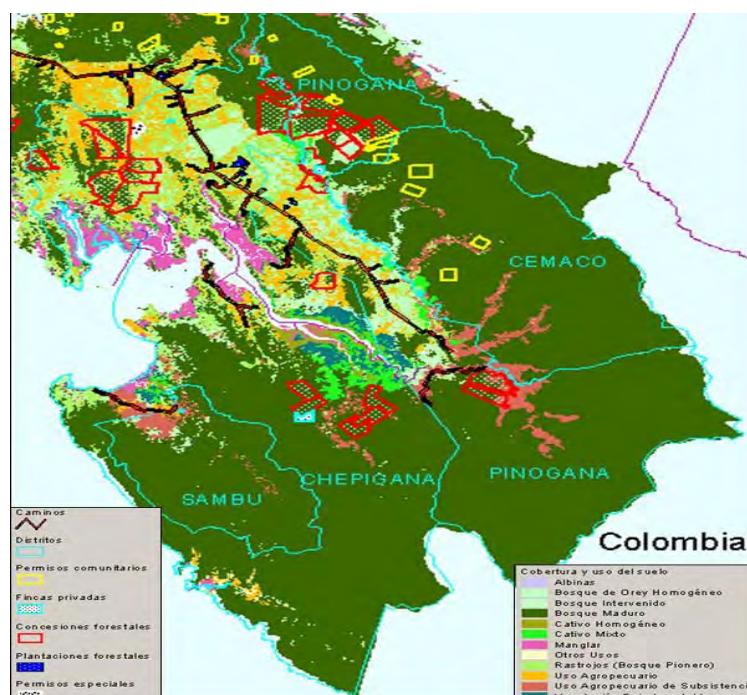 PINOGANA
CEMACO
PINOGANA
CHEPIGANA
SAMBU
Colombia
Caminos
Distritos
Permisos comunitarios
Fincas privadas
Concesiones forestales
Plantaciones forestales
Permisos especiales
Cobertura y uso del suelo
Albinas
Bosque de Orey Homogéneo
Bosque Intervenido
Bosque Maduro
Cativo Homogéneo
Cativo Mixto
Manglar
Otros Usos
Rastrojos (Bosque Pionero)
Uso Agropecuario
Uso Agropecuario de Subsistenci